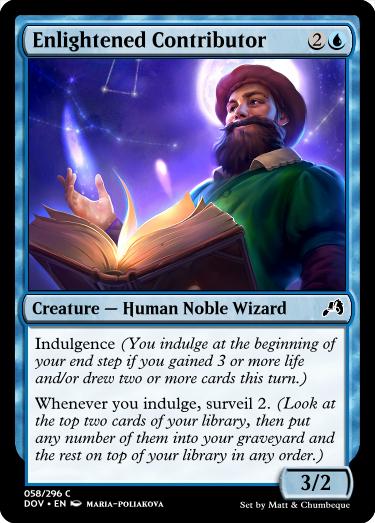 Enlightened Contributor 2
Creature — Human Noble Wizard
Indulgence (You indulge at the beginning of
your end step if you gained 3 or more life
and/or drew two or more cards this turn.)
Whenever you indulge, surveil 2. (Look at
the top two cards of your library, then put
any number of them into your graveyard and
the rest on top of your library in any order.)
3/2
058/296 C
DOV • EN MARIA-POLIAKOVA
Set by Matt & Chumbeque